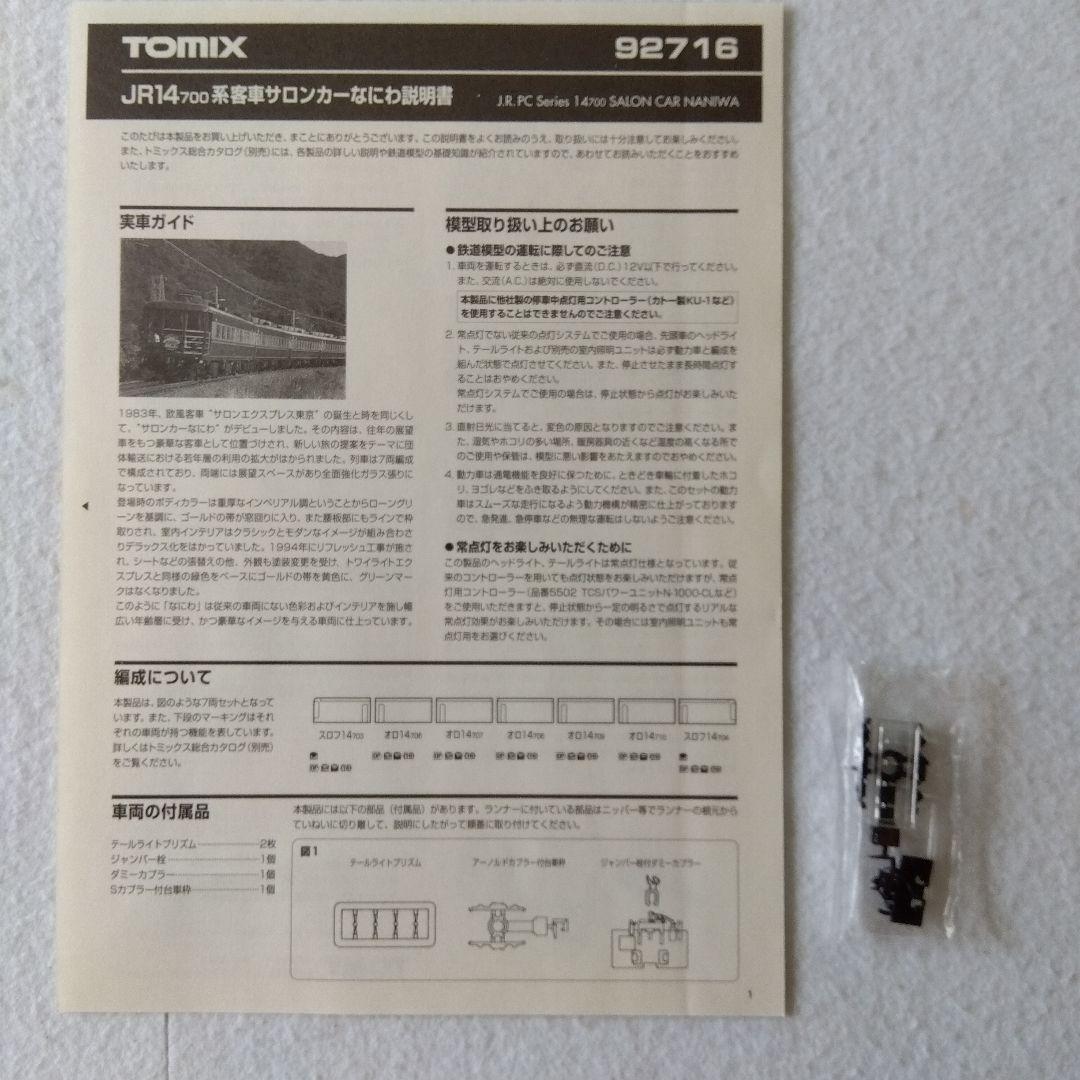 TOMIX
92716
JR14700系客車サロンカーなにわ説明書
J.R. PC Series 14700 SALON CAR NANIWA
このたびは本製品をお買い上げいただき、まことにありがとうございます。この説明書をよくお読みのうえ、取り扱いには十分注意してお楽しみください。
また、トミックス総合カタログ(別売)には、各製品の詳しい説明や鉄道模型の基礎知識が紹介されていますので、あわせてお読みいただくことをおすすめ
いたします。
実車ガイド
1983年、欧風客車“サロンエクスプレス東京”の誕生と時を同じくし
て、“サロンカーなにわ”がデビューしました。その内容は、往年の展望
車をもつ豪華な客車として位置づけされ、新しい旅の提案をテーマに団
体輸送における若年層の利用の拡大がはかられました。列車は7両編成
で構成されており、両端には展望スペースがあり全面強化ガラス張りに
なっています。
登場時のボディカラーは重厚なインペリアル調ということからローングリ
ーンを基調に、ゴールドの帯が窓回りに入り、また腰板部にもラインで枠
取りされ、室内インテリアはクラシックとモダンなイメージが組み合わさ
りデラックス化をはかっていました。1994年にリフレッシュ工事が施さ
れ、シートなどの張替えの他、外観も塗装変更を受け、トワイライトエク
スプレスと同様の緑色をベースにゴールドの帯を黄色に、グリーンマー
クはなくなりました。
このように「なにわ」は従来の車両にない色彩およびインテリアを施し幅
広い年齢層に受け、かつ豪華なイメージを与える車両に仕上っています。
模型取り扱い上のお願い
●鉄道模型の運転に際してのご注意
1. 車両を運転するときは、必ず直流(D.C.)12V以下で行ってください。
また、交流(A.C.)は絶対に使用しないでください。
本製品に他社製の停車中点灯用コントローラー(カトー製KU-1など)
を使用することはできませんのでご注意ください。
2. 常点灯でない従来の点灯システムでご使用の場合、先頭車のヘッドライ
ト、テールライトおよび別売の室内照明ユニットは必ず動力車と編成を
組んだ状態で点灯させてください。また、停止させたまま長時間点灯す
ることはおやめください。
常点灯システムでご使用の場合は、停止状態から点灯がお楽しみいた
だけます。
3. 直射日光に当てると、変色の原因となりますのでご注意ください。ま
た、湿気やホコリの多い場所、暖房器具の近くなど温度の高くなる所で
のご使用や保管は、模型に悪い影響をあたえますのでおやめください。
4. 動力車は通電機能を良好に保つために、ときどき車輪に付着したホコ
リ、ヨゴレなどをふき取るようにしてください。また、このセットの動力
車はスムーズな走行になるよう動力機構が精密に仕上がっております
ので、急発進、急停車などの無理な運転はしないようご注意ください。
●常点灯をお楽しみいただくために
この製品のヘッドライト、テールライトは常点灯仕様となっています。従
来のコントローラーを用いても点灯状態をお楽しみいただけますが、常点
灯用コントローラー(品番5502 TCSパワーユニットN-1000-CLなど)
をご使用いただきますと、停止状態から一定の明るさで点灯するリアルな
常点灯効果がお楽しみいただけます。その場合には室内照明ユニットも常
点灯用をお選びください。
編成について
本製品は、図のような7両セットとなって
います。また、下段のマーキングはそれ
ぞれの車両が持つ機能を表しています。
詳しくはトミックス総合カタログ(別売)
をご覧ください。
スロフ14703 オロ14706 オロ14707 オロ14708 オロ14709 オロ14710 スロフ14704
車両の付属品
本製品には以下の部品(付属品)があります。ランナーに付いている部品はニッパー等でランナーの根元から
ていねいに切り離して、説明にしたがって順番に取り付けてください。
テールライトプリズム 2枚
ジャンパー栓 1個
ダミーカプラー 1個
Sカプラー付台車枠 1個
図1
テールライトプリズム
アーノルドカプラー付台車枠
ジャンパー栓付ダミーカプラー
1